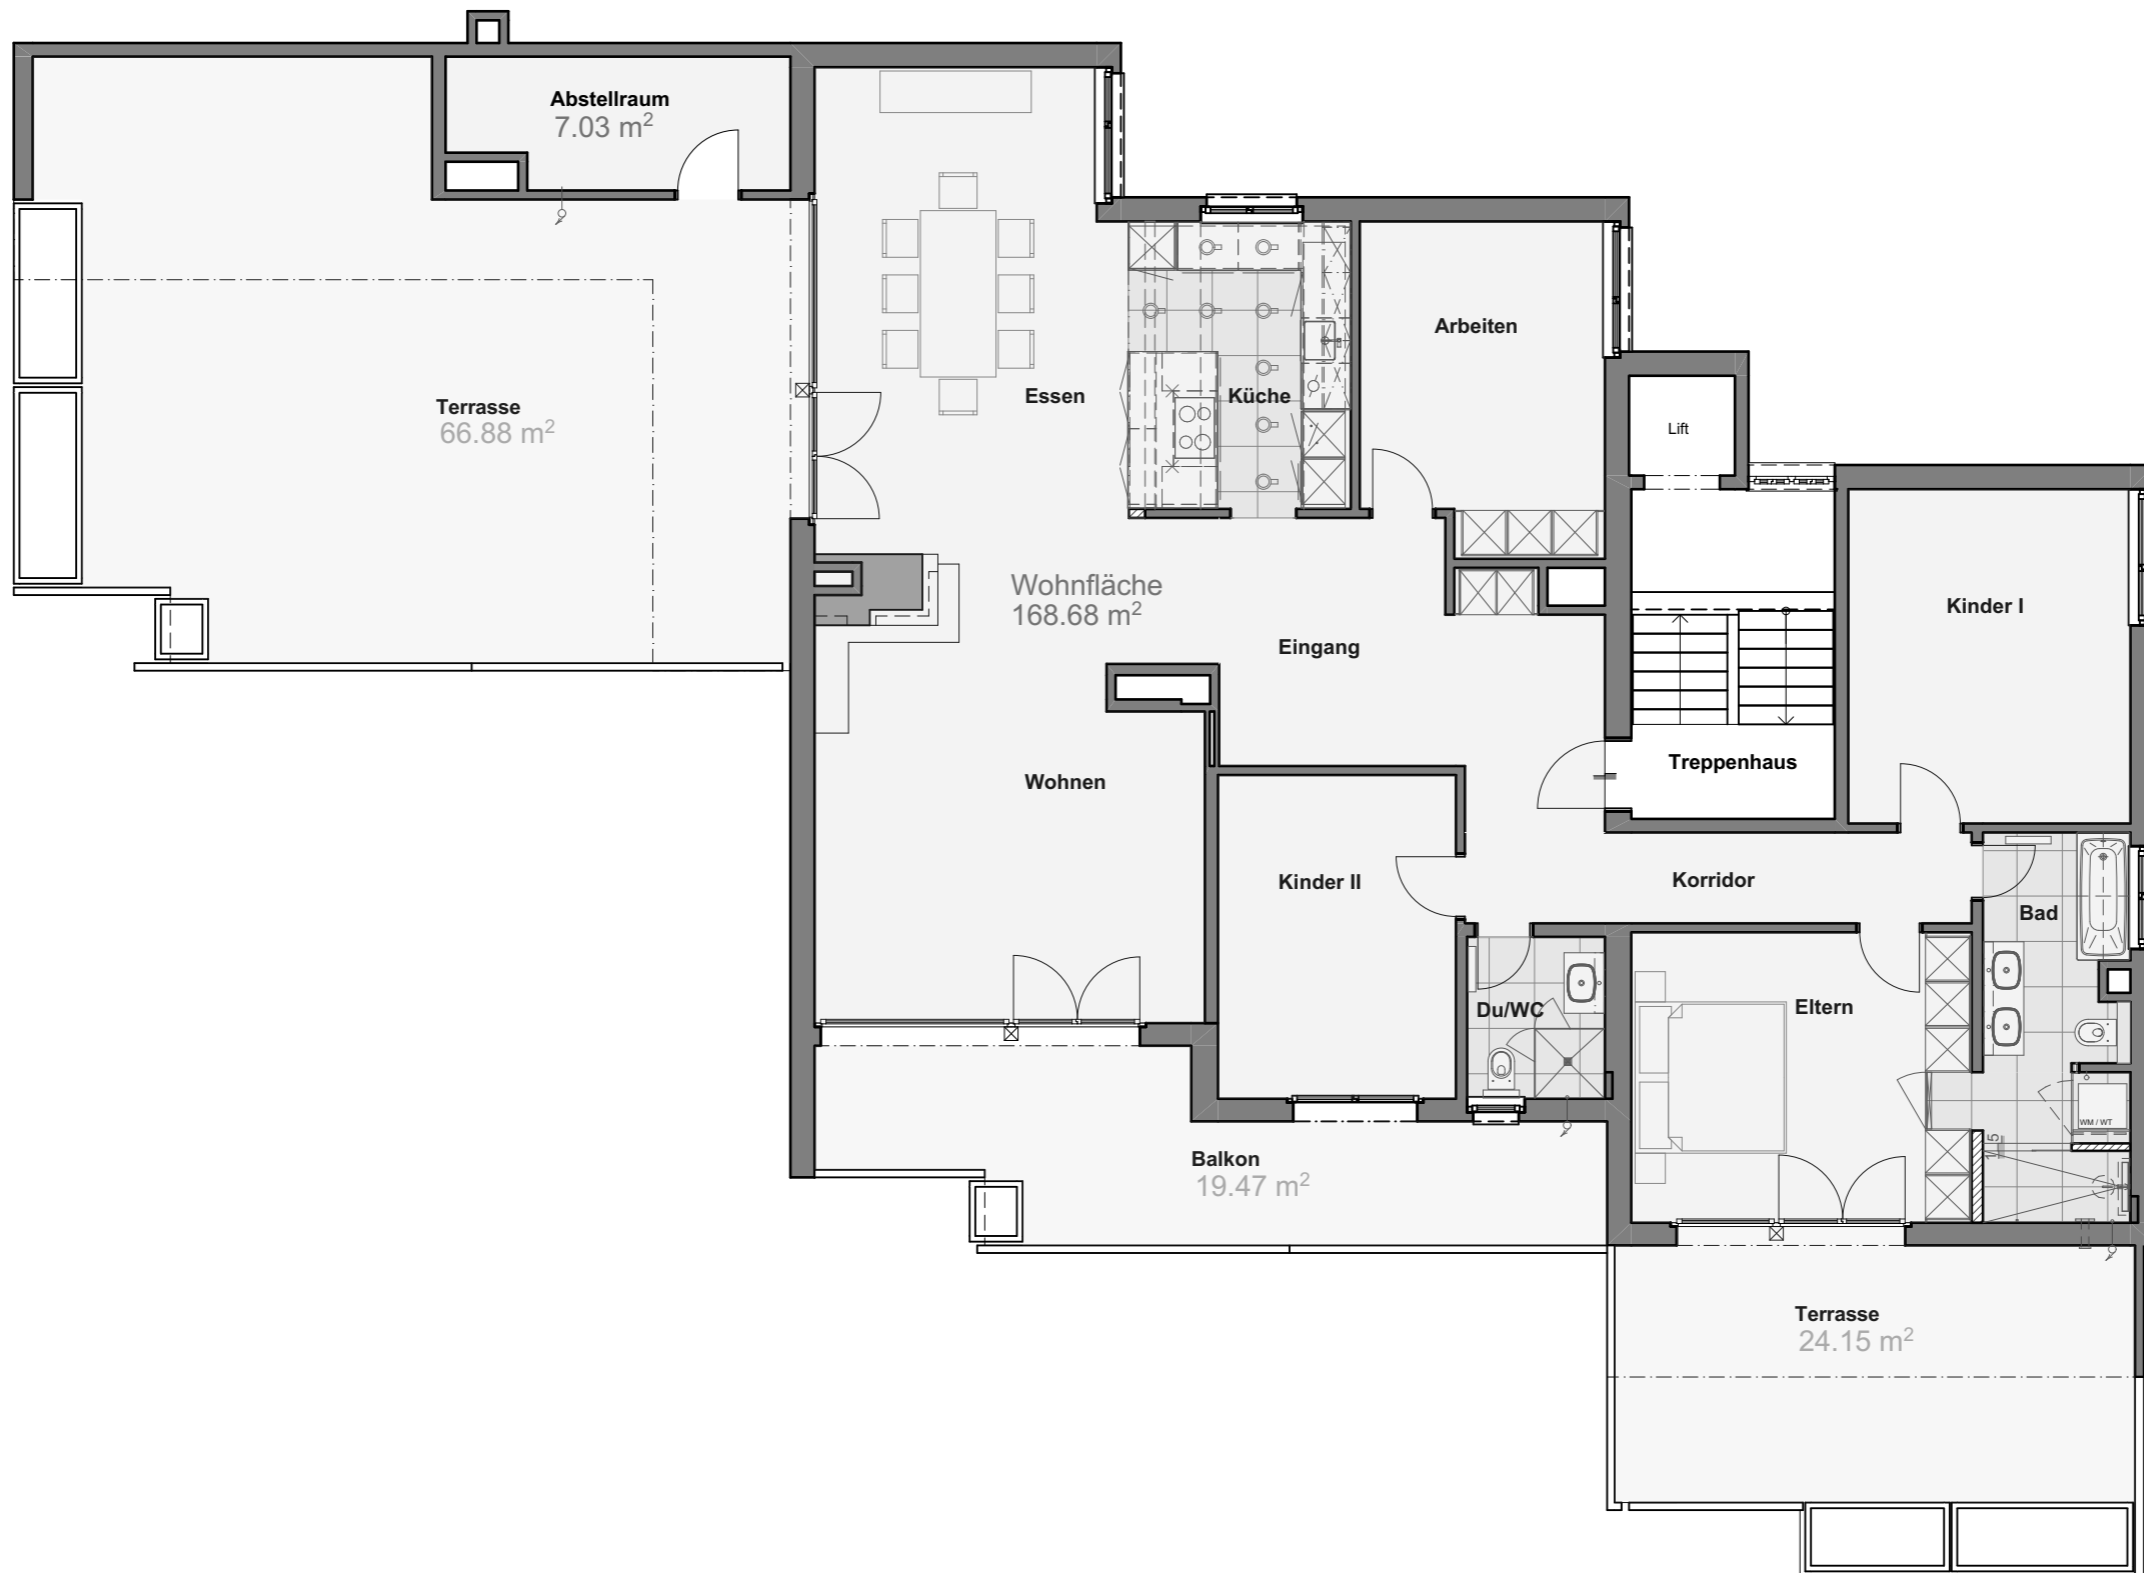 Abstellraum
7.03 m²
Terrasse
66.88 m²
Essen
Küche
Arbeiten
Lift
Wohnfläche
168.68 m²
Eingang
Kinder I
Treppenhaus
Wohnen
Kinder II
Korridor
Bad
Du/WC
Eltern
WM / WT
Balkon
19.47 m²
Terrasse
24.15 m²